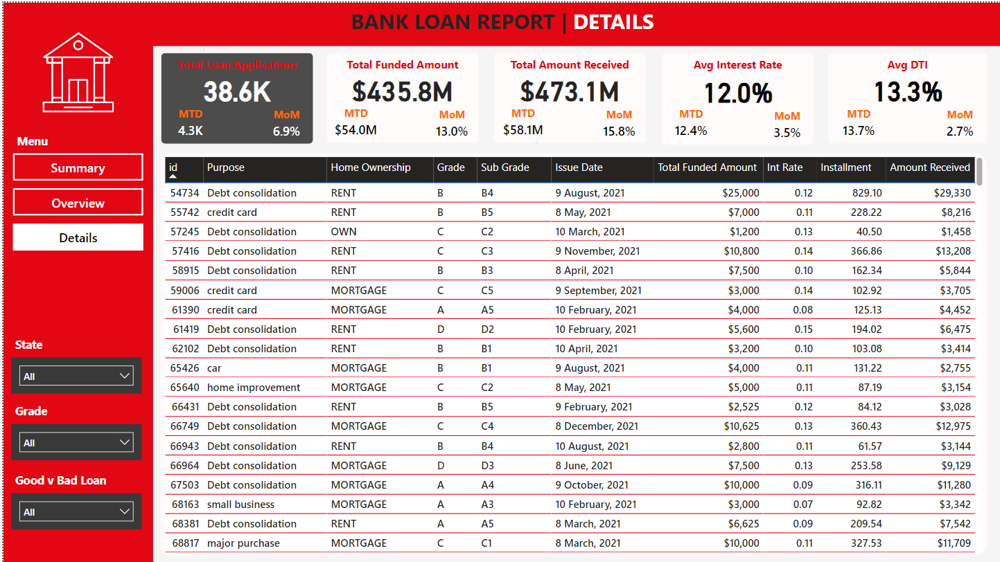 BANK LOAN REPORT | DETAILS
Menu
Summary
Overview
Details
State
All
Grade
All
Good v Bad Loan
All
Total Loan Applications
38.6K
MTD MoM
4.3K 6.9%
Total Funded Amount
$435.8M
MTD MoM
$54.0M 13.0%
Total Amount Received
$473.1M
MTD MoM
$58.1M 15.8%
Avg Interest Rate
12.0%
MTD MoM
12.4% 3.5%
Avg DTI
13.3%
MTD MoM
13.7% 2.7%
id Purpose Home Ownership Grade Sub Grade Issue Date Total Funded Amount Int Rate Installment Amount Received
54734 Debt consolidation RENT B B4 9 August, 2021 $25,000 0.12 829.10 $29,330
55742 credit card RENT B B5 8 May, 2021 $7,000 0.11 228.22 $8,216
57245 Debt consolidation OWN C C2 10 March, 2021 $1,200 0.13 40.50 $1,458
57416 Debt consolidation RENT C C3 9 November, 2021 $10,800 0.14 366.86 $13,208
58915 Debt consolidation RENT B B3 8 April, 2021 $7,500 0.10 162.34 $5,844
59006 credit card MORTGAGE C C5 9 September, 2021 $3,000 0.14 102.92 $3,705
61390 credit card MORTGAGE A A5 10 February, 2021 $4,000 0.08 125.13 $4,452
61419 Debt consolidation RENT D D2 10 February, 2021 $5,600 0.15 194.02 $6,475
62102 Debt consolidation RENT B B1 10 April, 2021 $3,200 0.10 103.08 $3,414
65426 car MORTGAGE B B1 9 August, 2021 $4,000 0.11 131.22 $2,755
65640 home improvement MORTGAGE C C2 8 May, 2021 $5,000 0.11 87.19 $3,154
66431 Debt consolidation RENT B B5 9 February, 2021 $2,525 0.12 84.12 $3,028
66749 Debt consolidation MORTGAGE C C4 8 December, 2021 $10,625 0.13 360.43 $12,975
66943 Debt consolidation RENT B B4 10 August, 2021 $2,800 0.11 61.57 $3,144
66964 Debt consolidation MORTGAGE D D3 8 June, 2021 $7,500 0.13 253.58 $9,129
67503 Debt consolidation MORTGAGE A A4 9 October, 2021 $10,000 0.09 316.11 $11,280
68163 small business MORTGAGE A A3 10 February, 2021 $3,000 0.07 92.82 $3,342
68381 Debt consolidation RENT A A5 8 March, 2021 $6,625 0.09 209.54 $7,542
68817 major purchase MORTGAGE C C1 8 March, 2021 $10,000 0.11 327.53 $11,709